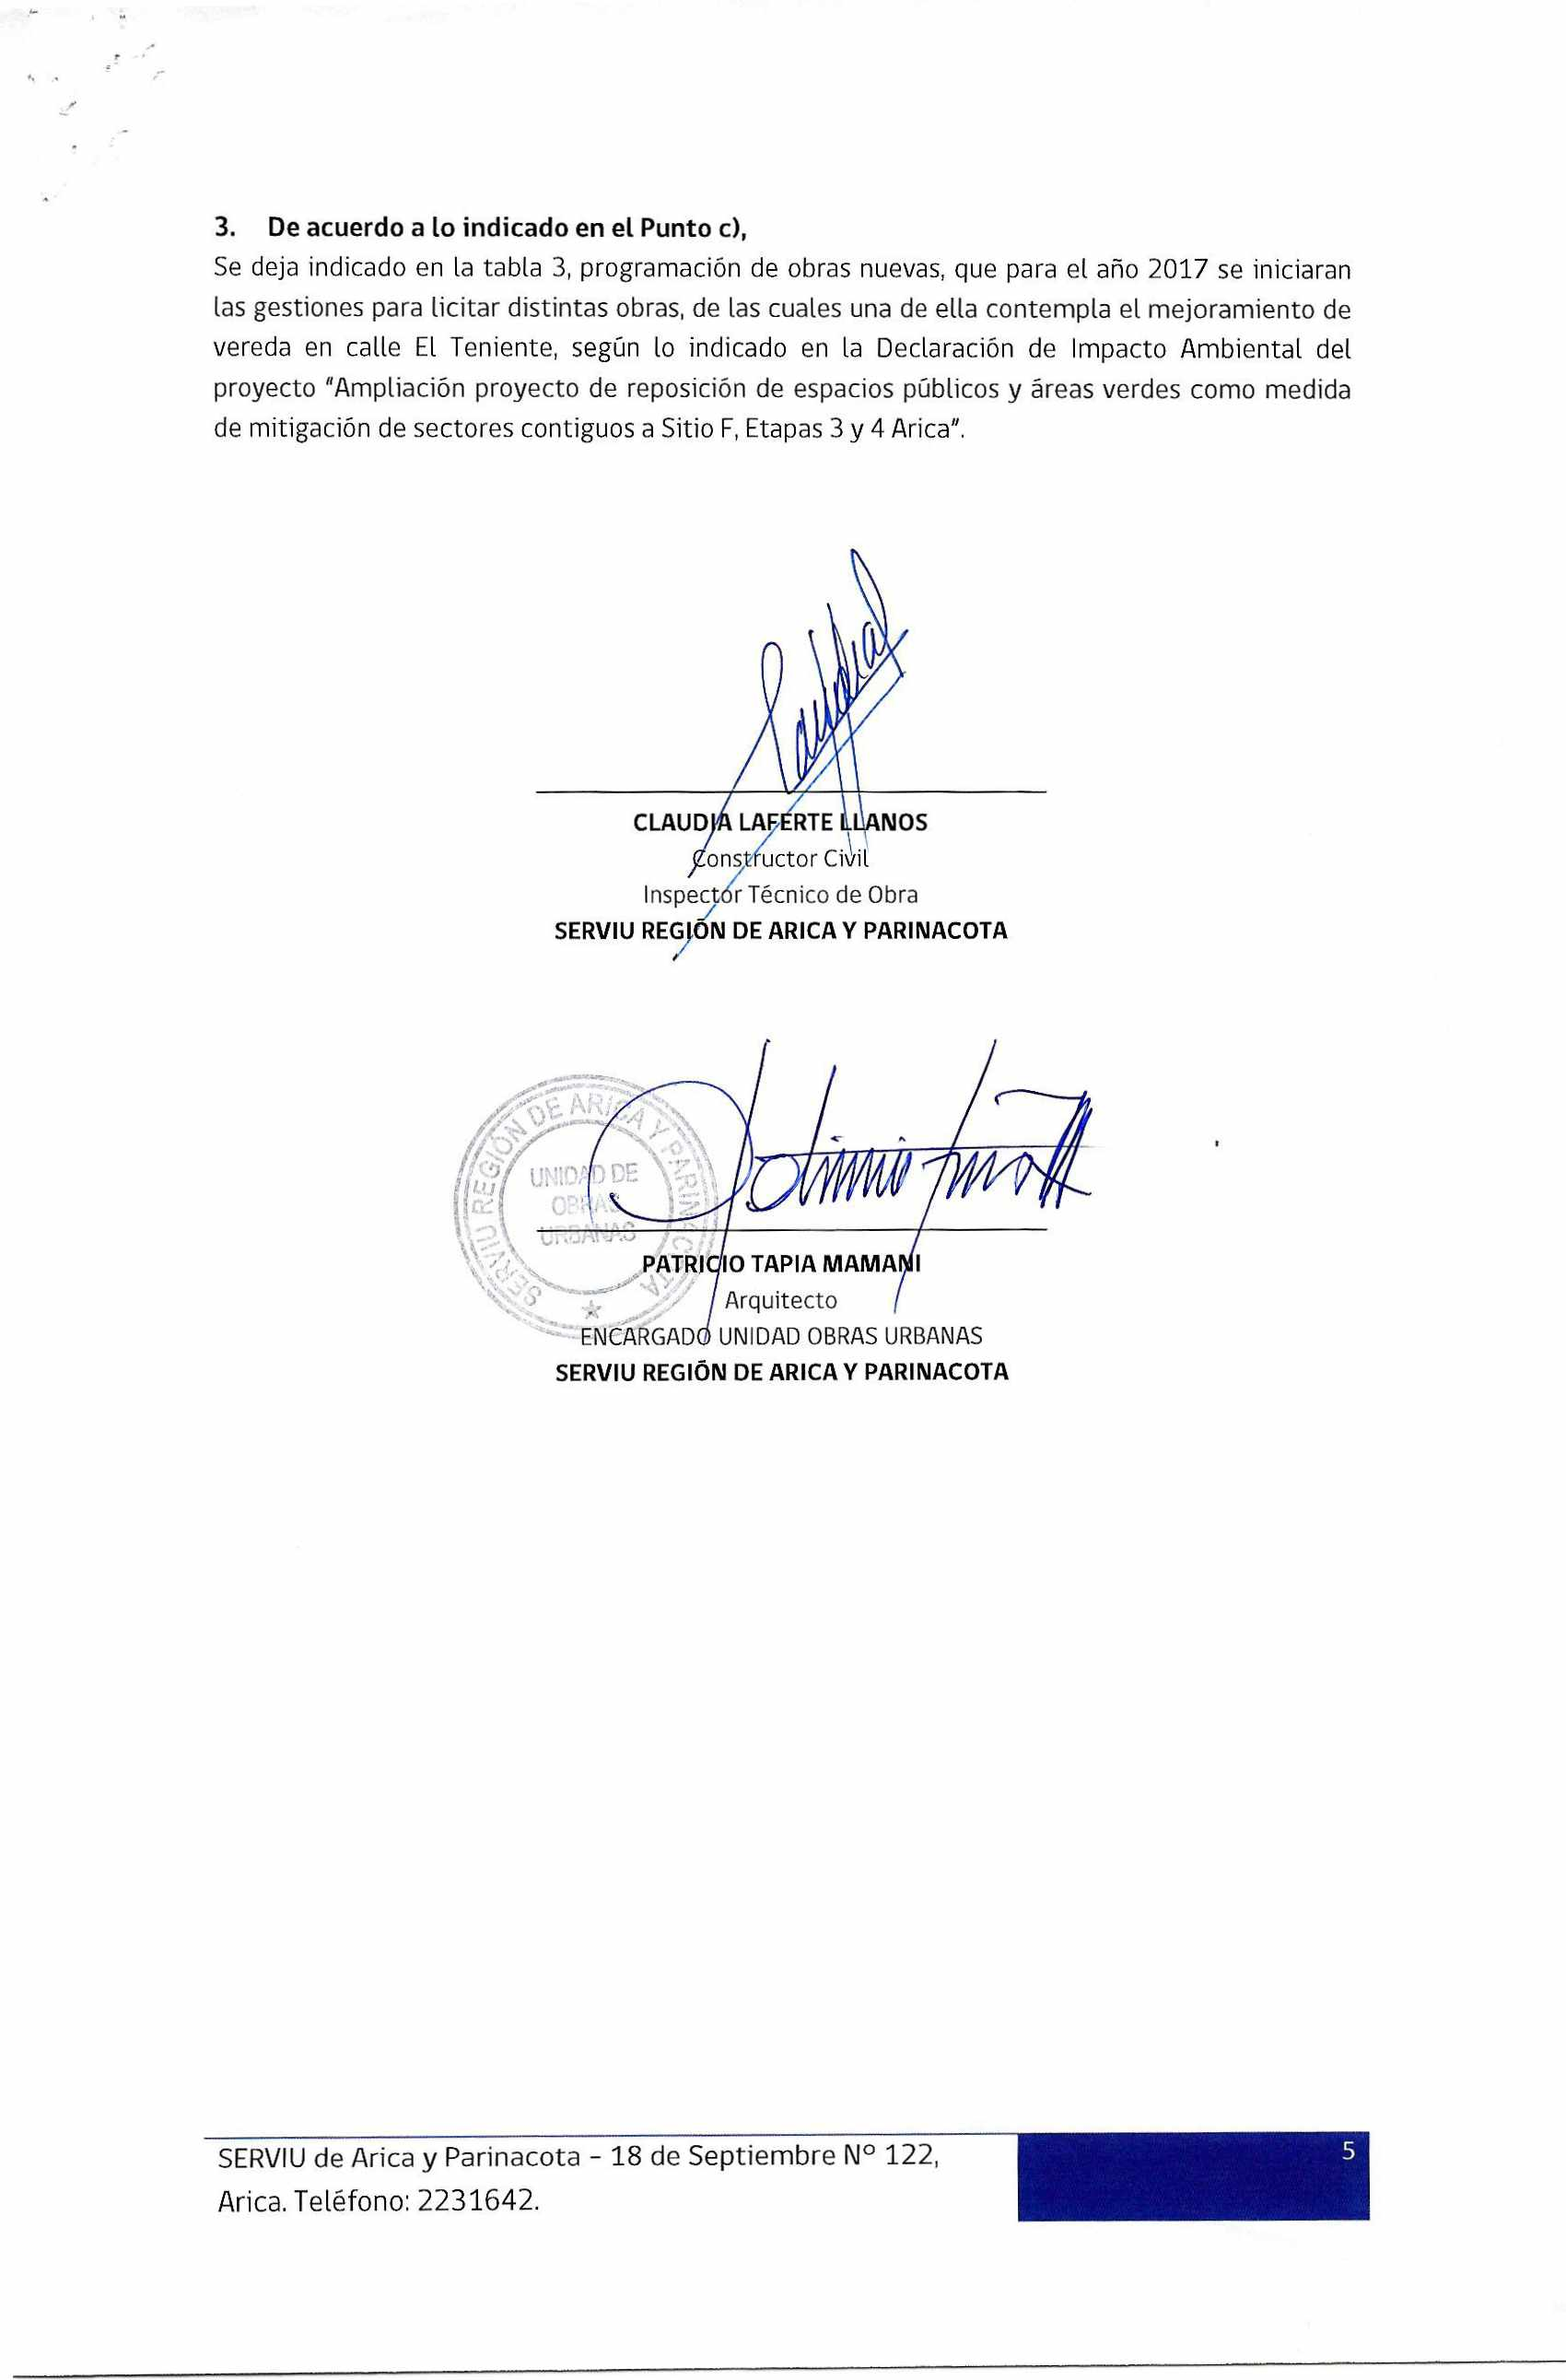 3. De acuerdo a lo indicado en el Punto c),
Se deja indicado en la tabla 3, programación de obras nuevas, que para el año 2017 se iniciaran
las gestiones para licitar distintas obras, de las cuales una de ella contempla el mejoramiento de
vereda en calle El Teniente, según lo indicado en la Declaración de Impacto Ambiental del
proyecto "Ampliación proyecto de reposición de espacios públicos y áreas verdes como medida
de mitigación de sectores contiguos a Sitio F, Etapas 3 y 4 Arica".
CLAUDIA LAFERTE LLANOS
Constructor Civil
Inspector Técnico de Obra
SERVIU REGIÓN DE ARICA Y PARINACOTA
SERVIU REGIÓN DE ARICA Y PARINACOTA
UNIDAD DE
OBRAS
URBANAS
PATRICIO TAPIA MAMANI
Arquitecto
ENCARGADO UNIDAD OBRAS URBANAS
SERVIU REGIÓN DE ARICA Y PARINACOTA
SERVIU de Arica y Parinacota – 18 de Septiembre Nº 122,
Arica. Teléfono: 2231642.
5